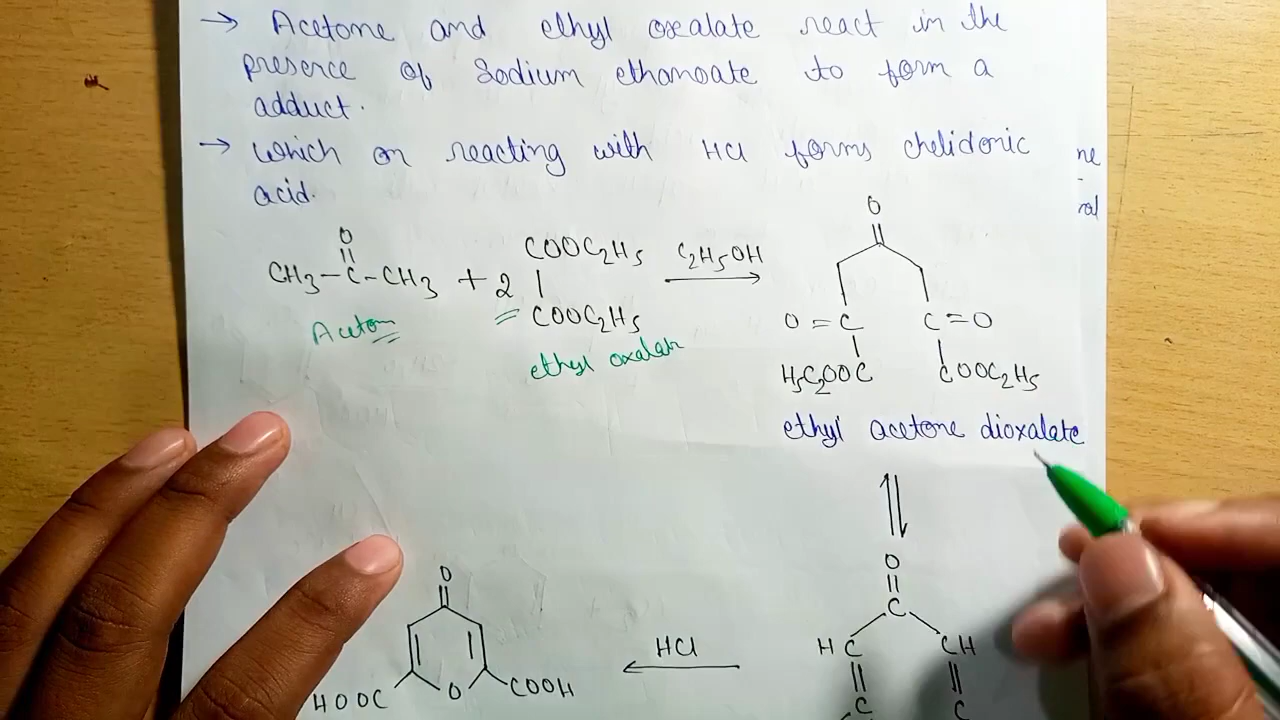 → Acetone and ethyl oxalate react in the
presence of Sodium ethanoate to form a
adduct.
→ Which on reacting with HCl forms chelidonic
acid.
ne
ral
O
CH3-C-CH3 + 2
COOC2H5
COOC2H5
C2H5OH
Aceton
ethyl oxalate
O
O=C C=O
H5C2OOC COOC2H5
ethyl acetone dioxalate
O
C
HC CH
C C
HCl
O
O
HOOC COOH